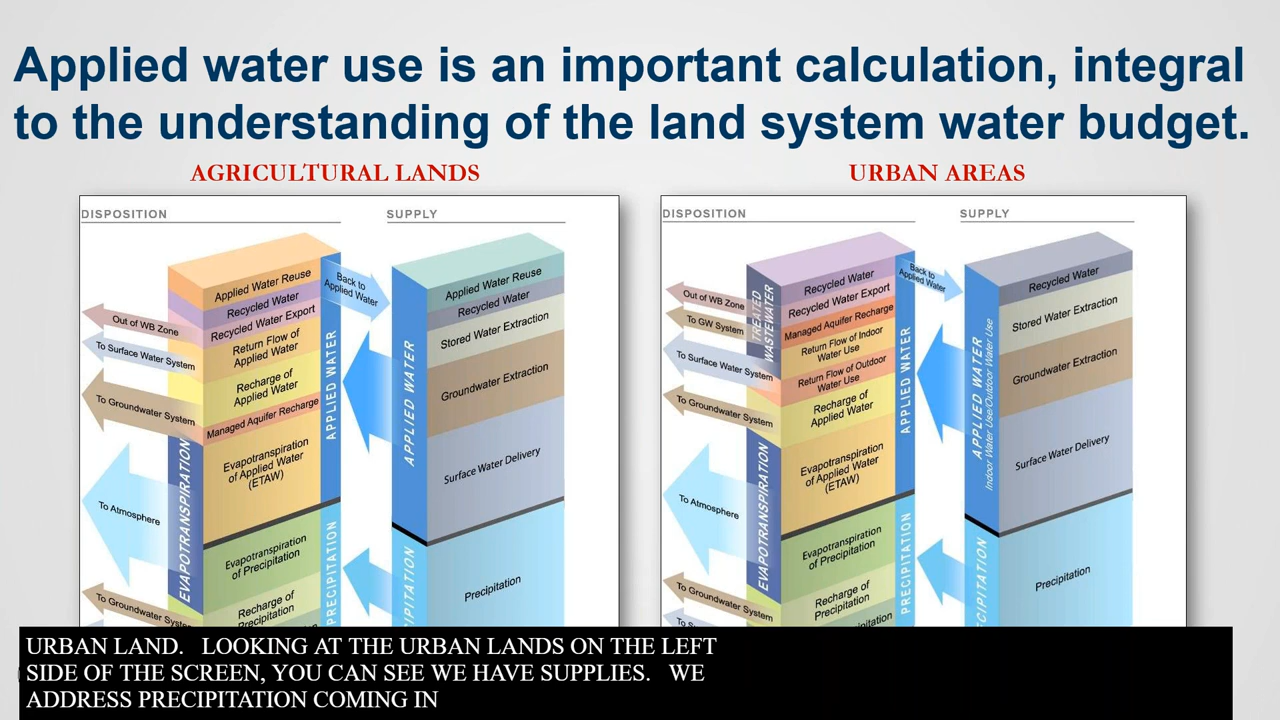 Applied water use is an important calculation, integral
to the understanding of the land system water budget.
AGRICULTURAL LANDS
DISPOSITION
SUPPLY
Applied Water Reuse
Recycled Water
Recycled Water Export
Return Flow of
Applied Water
Recharge of
Applied Water
Managed Aquifer Recharge
Evapotranspiration
of Applied Water
(ETAW)
Evapotranspiration
of Precipitation
Recharge of
Precipitation
Out of WB Zone
To Surface Water System
To Groundwater System
To Atmosphere
To Groundwater System
EVAPOTRANSPIRATION
APPLIED WATER
PRECIPITATION
Back to
Applied Water
APPLIED WATER
CIPITATION
Applied Water Reuse
Recycled Water
Stored Water Extraction
Groundwater Extraction
Surface Water Delivery
Precipitation
URBAN AREAS
DISPOSITION
SUPPLY
Recycled Water
Recycled Water Export
Managed Aquifer Recharge
Return Flow of Indoor
Water Use
Return Flow of Outdoor
Water Use
Recharge of
Applied Water
Evapotranspiration
of Applied Water
(ETAW)
Evapotranspiration
of Precipitation
Recharge of
Precipitation
Out of WB Zone
To GW System
To Surface Water System
To Groundwater System
To Atmosphere
To Groundwater System
TREATED
WASTEWATER
EVAPOTRANSPIRATION
APPLIED WATER
PRECIPITATION
Back to
Applied Water
APPLIED WATER
Indoor Water Use/Outdoor Water Use
CIPITATION
Recycled Water
Stored Water Extraction
Groundwater Extraction
Surface Water Delivery
Precipitation
URBAN LAND. LOOKING AT THE URBAN LANDS ON THE LEFT
SIDE OF THE SCREEN, YOU CAN SEE WE HAVE SUPPLIES. WE
ADDRESS PRECIPITATION COMING IN